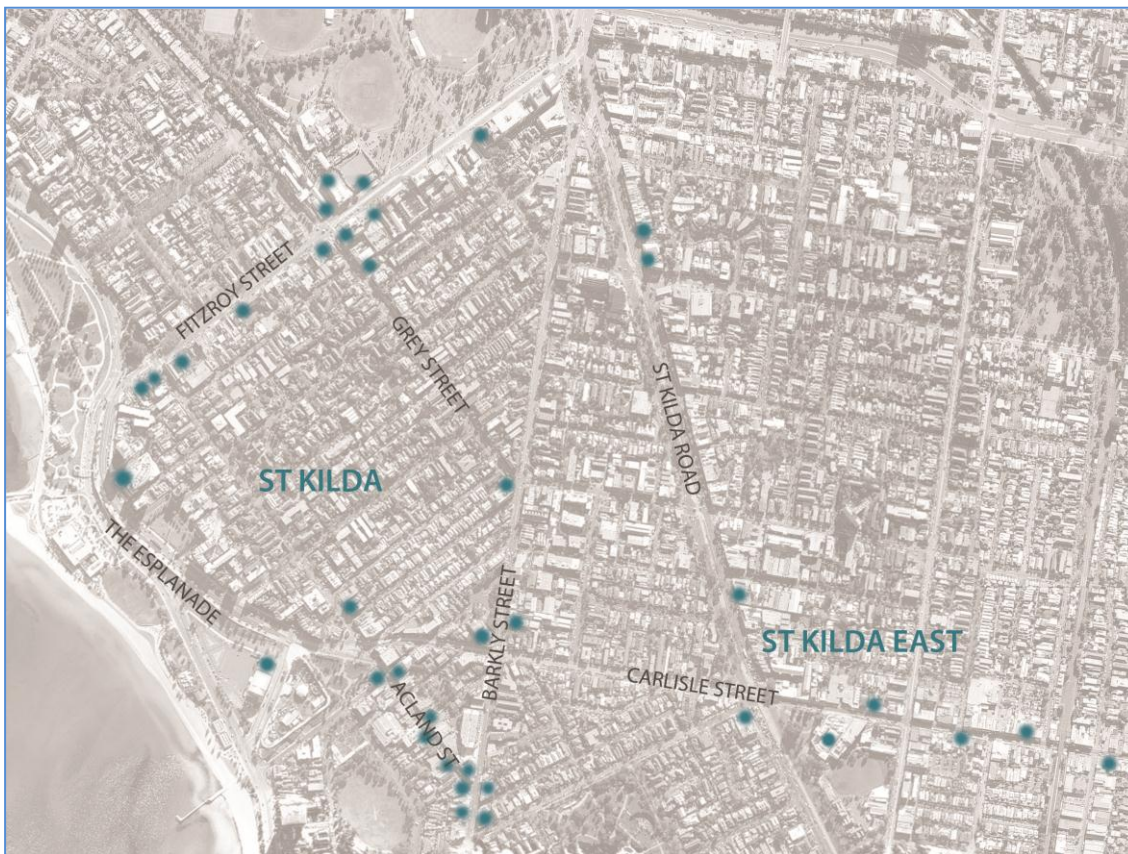 FITZROY STREET
GREY STREET
ST KILDA ROAD
ST KILDA
THE ESPLANADE
BARKLY STREET
ST KILDA EAST
CARLISLE STREET
ACLAND ST